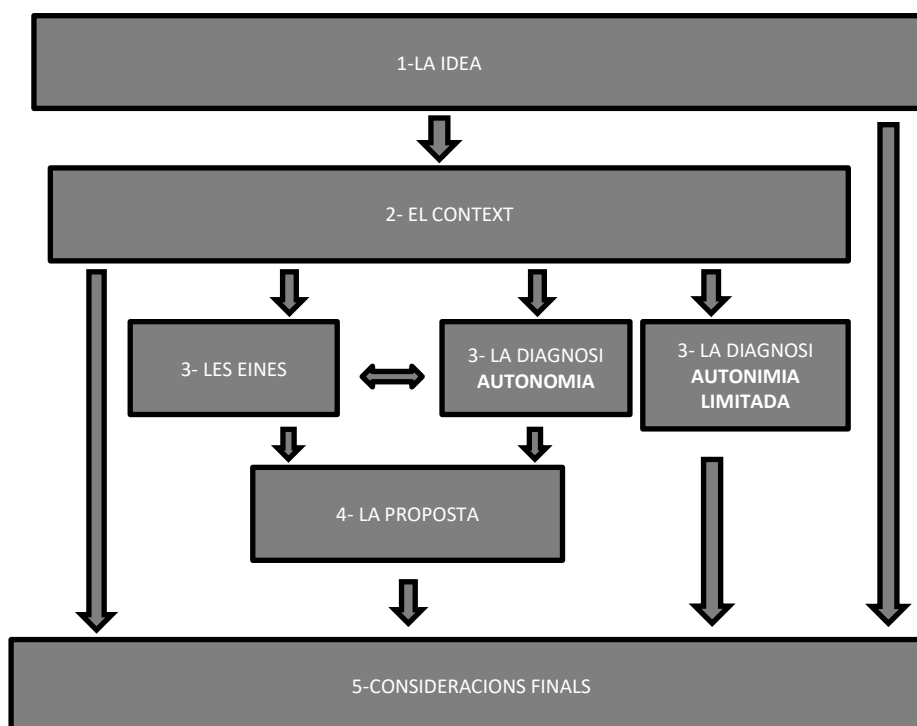 1-LA IDEA
2- EL CONTEXT
3- LES EINES
3- LA DIAGNOSI
AUTONOMIA
3- LA DIAGNOSI
AUTONIMIA
LIMITADA
4- LA PROPOSTA
5-CONSIDERACIONS FINALS